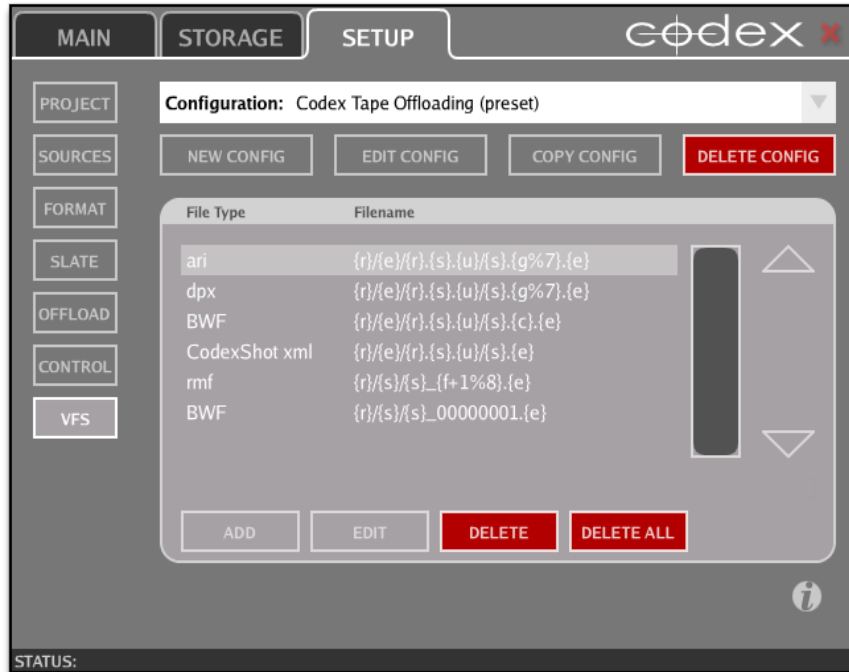 MAIN STORAGE SETUP codex
PROJECT
SOURCES
FORMAT
SLATE
OFFLOAD
CONTROL
VFS
Configuration: Codex Tape Offloading (preset)
NEW CONFIG EDIT CONFIG COPY CONFIG DELETE CONFIG
File Type Filename
ari {r}/{e}/{r}.{s}.{u}/{s}.{g%7}.{e}
dpx {r}/{e}/{r}.{s}.{u}/{s}.{g%7}.{e}
BWF {r}/{e}/{r}.{s}.{u}/{s}.{c}.{e}
CodexShot xml {r}/{e}/{r}.{s}.{u}/{s}.{e}
rmf {r}/{s}/{s}_{f+1%8}.{e}
BWF {r}/{s}/{s}_00000001.{e}
ADD EDIT DELETE DELETE ALL
i
STATUS: